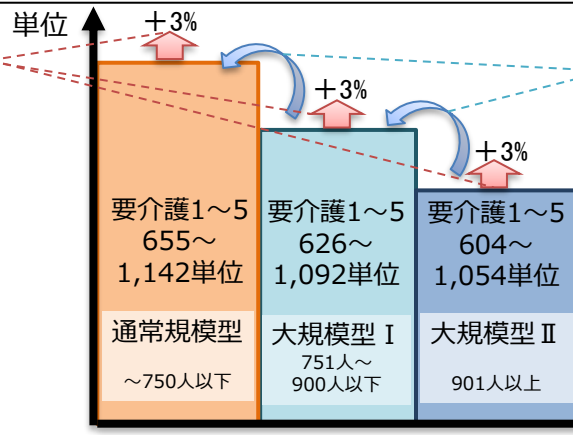 単位
＋3%
＋3%
＋3%
要介護1～5
655～
1,142単位
通常規模型
～750人以下
要介護1～5
626～
1,092単位
大規模型Ⅰ
751人～
900人以下
要介護1～5
604～
1,054単位
大規模型Ⅱ
901人以上